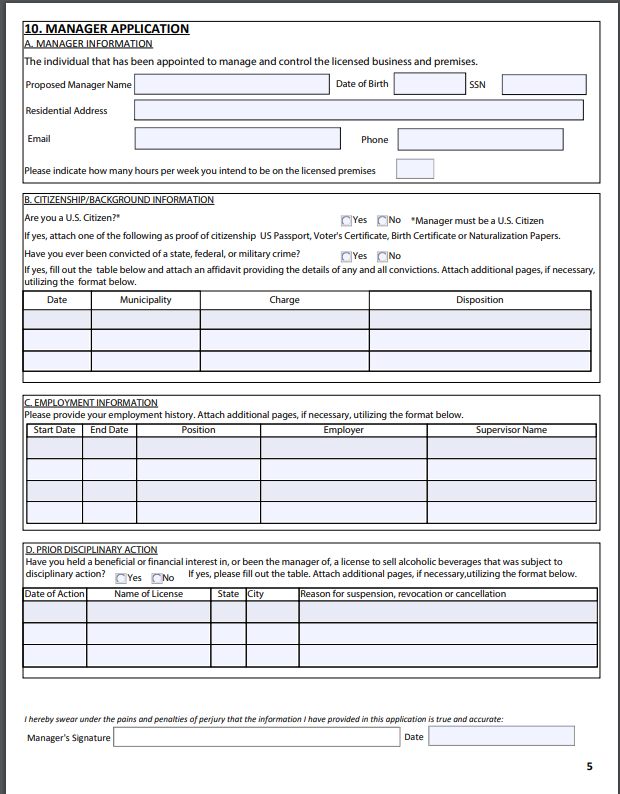 10. MANAGER APPLICATION
A. MANAGER INFORMATION
The individual that has been appointed to manage and control the licensed business and premises.
Proposed Manager Name Date of Birth SSN
Residential Address
Email Phone
Please indicate how many hours per week you intend to be on the licensed premises
B. CITIZENSHIP/BACKGROUND INFORMATION
Are you a U.S. Citizen?* Yes No *Manager must be a U.S. Citizen
If yes, attach one of the following as proof of citizenship US Passport, Voter's Certificate, Birth Certificate or Naturalization Papers.
Have you ever been convicted of a state, federal, or military crime? Yes No
If yes, fill out the table below and attach an affidavit providing the details of any and all convictions. Attach additional pages, if necessary,
utilizing the format below.
Date Municipality Charge Disposition
C. EMPLOYMENT INFORMATION
Please provide your employment history. Attach additional pages, if necessary, utilizing the format below.
Start Date End Date Position Employer Supervisor Name
D. PRIOR DISCIPLINARY ACTION
Have you held a beneficial or financial interest in, or been the manager of, a license to sell alcoholic beverages that was subject to
disciplinary action? Yes No If yes, please fill out the table. Attach additional pages, if necessary,utilizing the format below.
Date of Action Name of License State City Reason for suspension, revocation or cancellation
I hereby swear under the pains and penalties of perjury that the information I have provided in this application is true and accurate:
Manager's Signature Date
5